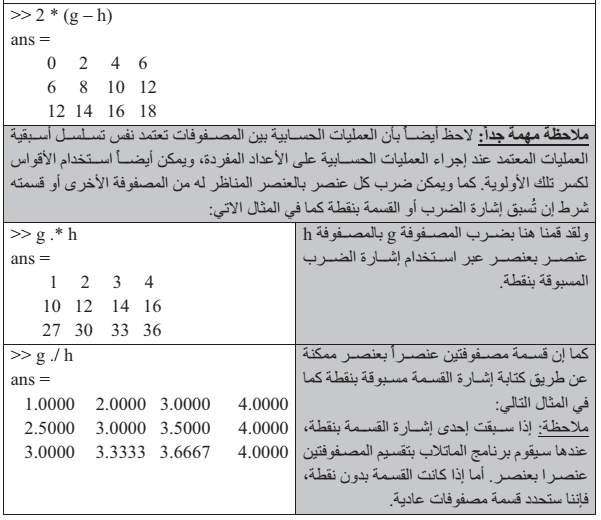 >> 2 * (g – h)
ans =
0 2 4 6
6 8 10 12
12 14 16 18
ملاحظة مهمة جداً: لاحظ أيضاً بأن العمليات الحسابية بين المصفوفات تعتمد نفس تسلسل أسبقية
العمليات المعتمد عند إجراء العمليات الحسابية على الأعداد المفردة، ويمكن أيضاً استخدام الأقواس
لكسر تلك الأولوية. كما ويمكن ضرب كل عنصر بالعنصر المناظر له من المصفوفة الأخرى أو قسمته
شرط إن تُسبق إشارة الضرب أو القسمة بنقطة كما في المثال الاتي:
>> g .* h
ans =
1 2 3 4
10 12 14 16
27 30 33 36
ولقد قمنا هنا بضرب المصفوفة g بالمصفوفة h
عنصر بعنصر عبر استخدام إشارة الضرب
المسبوقة بنقطة.
>> g ./ h
ans =
1.0000 2.0000 3.0000 4.0000
2.5000 3.0000 3.5000 4.0000
3.0000 3.3333 3.6667 4.0000
كما إن قسمة مصفوفتين عنصراً بعنصر ممكنة
عن طريق كتابة إشارة القسمة مسبوقة بنقطة كما
في المثال التالي:
ملاحظة: إذا سبقت إحدى إشارة القسمة بنقطة،
عندها سيقوم برنامج الماتلاب بتقسيم المصفوفتين
عنصرا بعنصر. أما إذا كانت القسمة بدون نقطة،
فإننا ستحدد قسمة مصفوفات عادية.